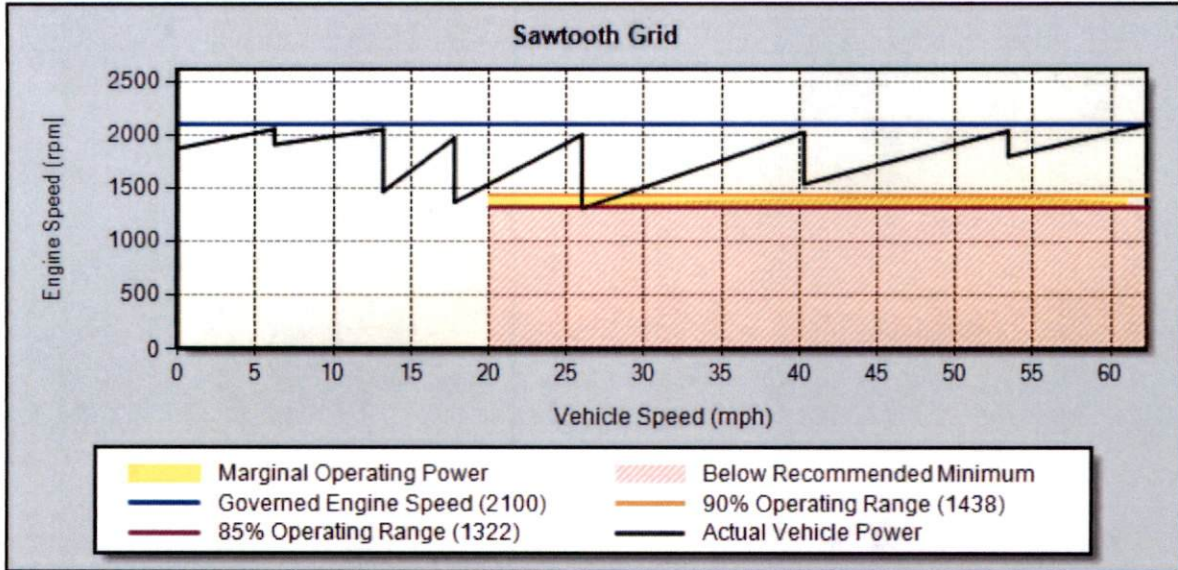 Sawtooth Grid
Engine Speed [rpm]
2500
2000
1500
1000
500
0
0 5 10 15 20 25 30 35 40 45 50 55 60
Vehicle Speed (mph)
Marginal Operating Power
Below Recommended Minimum
Governed Engine Speed (2100)
90% Operating Range (1438)
85% Operating Range (1322)
Actual Vehicle Power